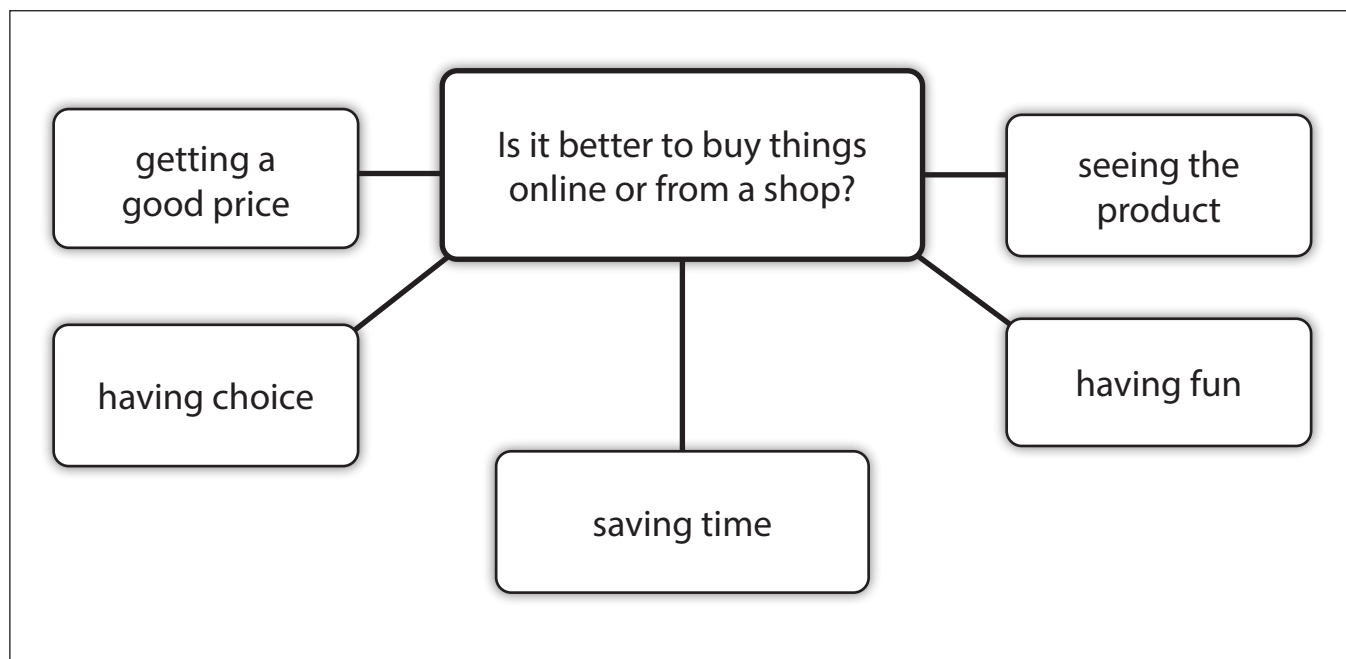 Is it better to buy things
online or from a shop?
getting a
good price
seeing the
product
having choice
having fun
saving time